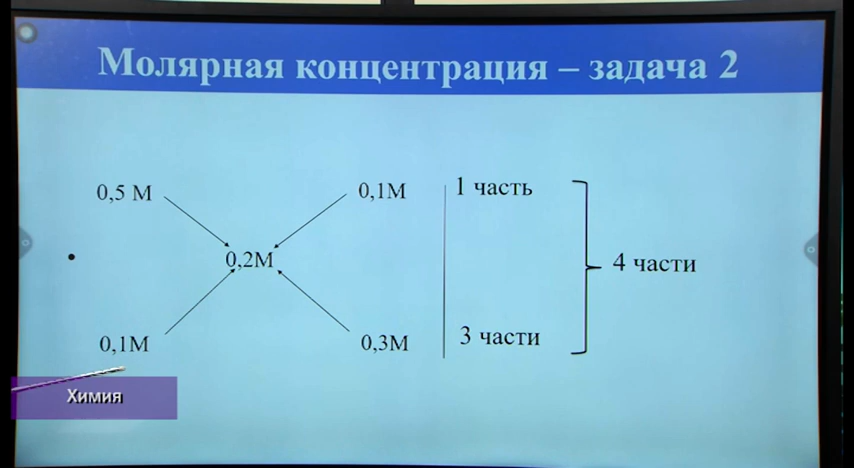 Молярная концентрация – задача 2
0,5 М
0,1М
1 часть
0,2М
4 части
0,1М
0,3М
3 части
Химия